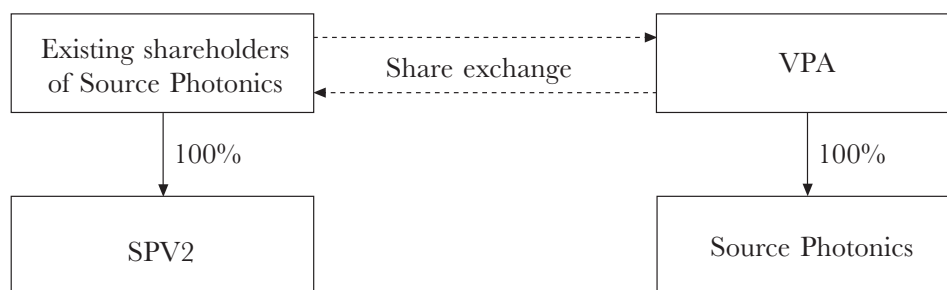 Existing shareholders
of Source Photonics
Share exchange
VPA
100%
100%
SPV2
Source Photonics